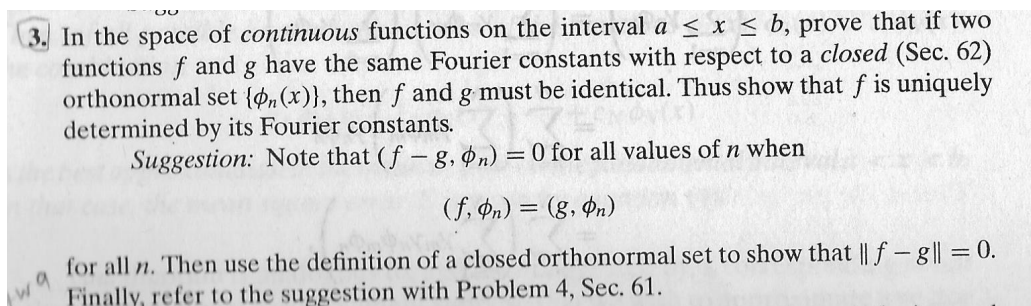 3. In the space of continuous functions on the interval a ≤ x ≤ b, prove that if two
functions f and g have the same Fourier constants with respect to a closed (Sec. 62)
orthonormal set {ϕn(x)}, then f and g must be identical. Thus show that f is uniquely
determined by its Fourier constants.
Suggestion: Note that (f − g, ϕn) = 0 for all values of n when
(f, ϕn) = (g, ϕn)
for all n. Then use the definition of a closed orthonormal set to show that ∥f − g∥ = 0.
Finally, refer to the suggestion with Problem 4, Sec. 61.